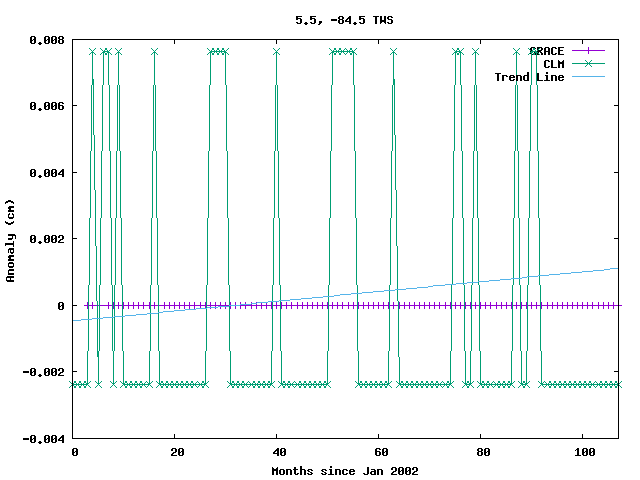 5.5, -84.5 TWS
0.008
0.006
0.004
0.002
0
-0.002
-0.004
Anomaly (cm)
GRACE
CLM
Trend Line
0 20 40 60 80 100
Months since Jan 2002